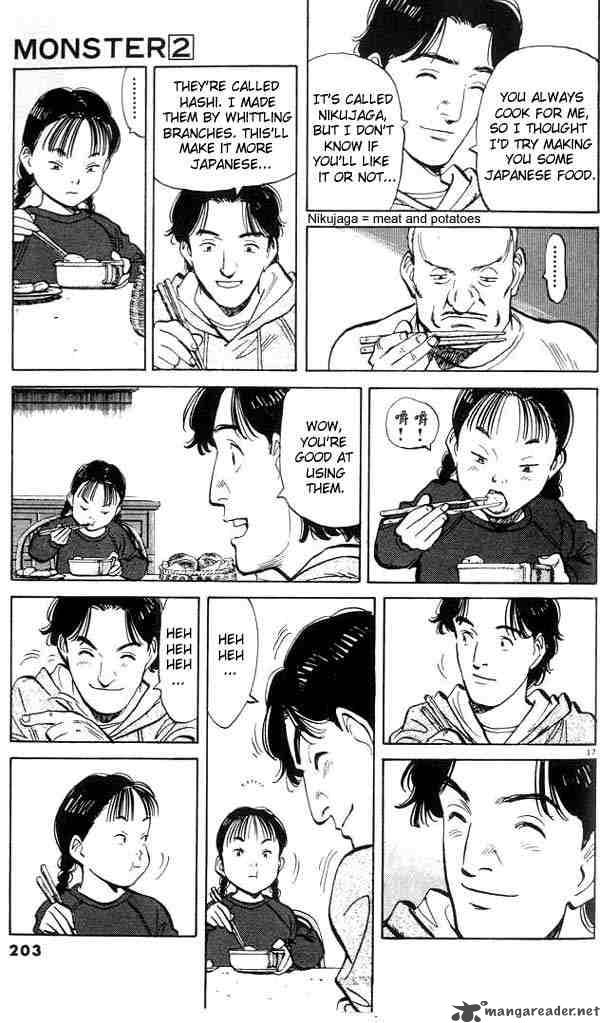 MONSTER 2
YOU ALWAYS
COOK FOR ME,
SO I THOUGHT
I'D TRY MAKING
YOU SOME
JAPANESE FOOD.
IT'S CALLED
NIKUJAGA,
BUT I DON'T
KNOW IF
YOU'LL LIKE
IT OR NOT...
Nikujaga = meat and potatoes
........
THEY'RE CALLED
HASHI. I MADE
THEM BY WHITTLING
BRANCHES. THIS'LL
MAKE IT MORE
JAPANESE...
......
! !
WOW,
YOU'RE
GOOD AT
USING
THEM.
17
HEH
HEH
...
HEH
HEH
HEH
...
203
mangareader.net